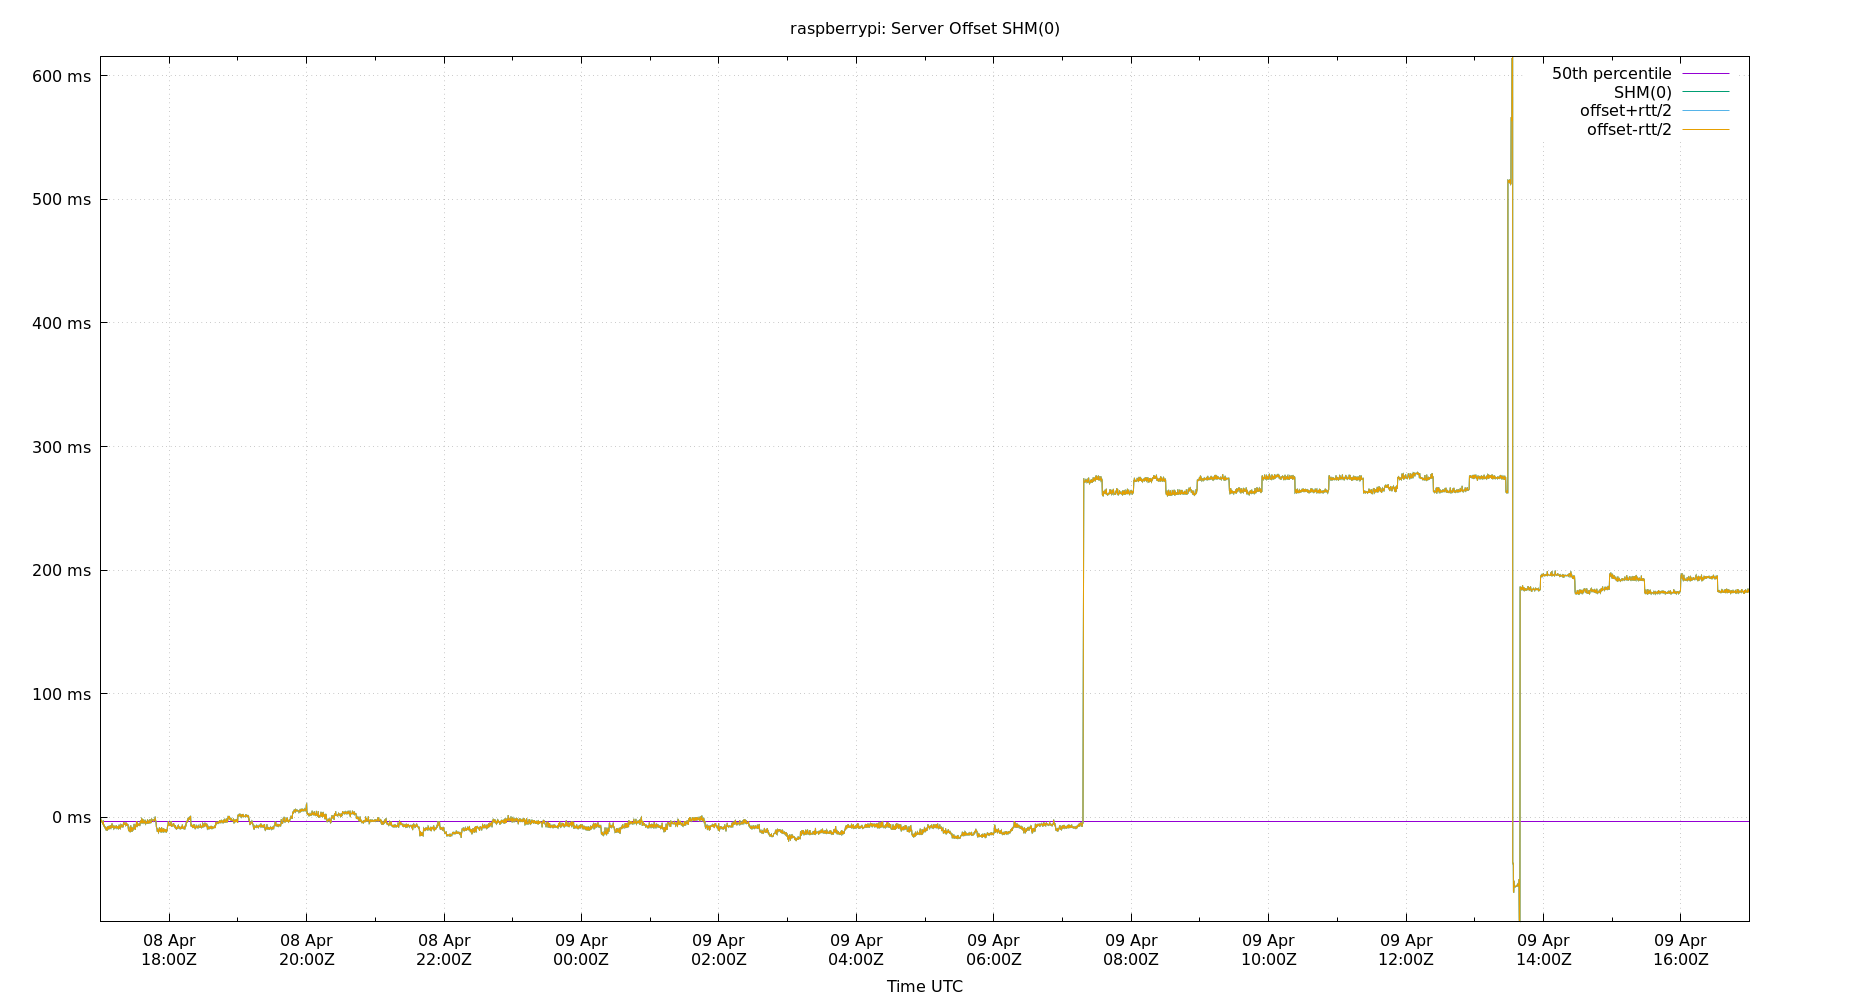 raspberrypi: Server Offset SHM(0)
50th percentile
SHM(0)
offset+rtt/2
offset-rtt/2
600 ms
500 ms
400 ms
300 ms
200 ms
100 ms
0 ms
08 Apr 08 Apr 08 Apr 09 Apr 09 Apr 09 Apr 09 Apr 09 Apr 09 Apr 09 Apr 09 Apr 09 Apr
18:00Z 20:00Z 22:00Z 00:00Z 02:00Z 04:00Z 06:00Z 08:00Z 10:00Z 12:00Z 14:00Z 16:00Z
Time UTC